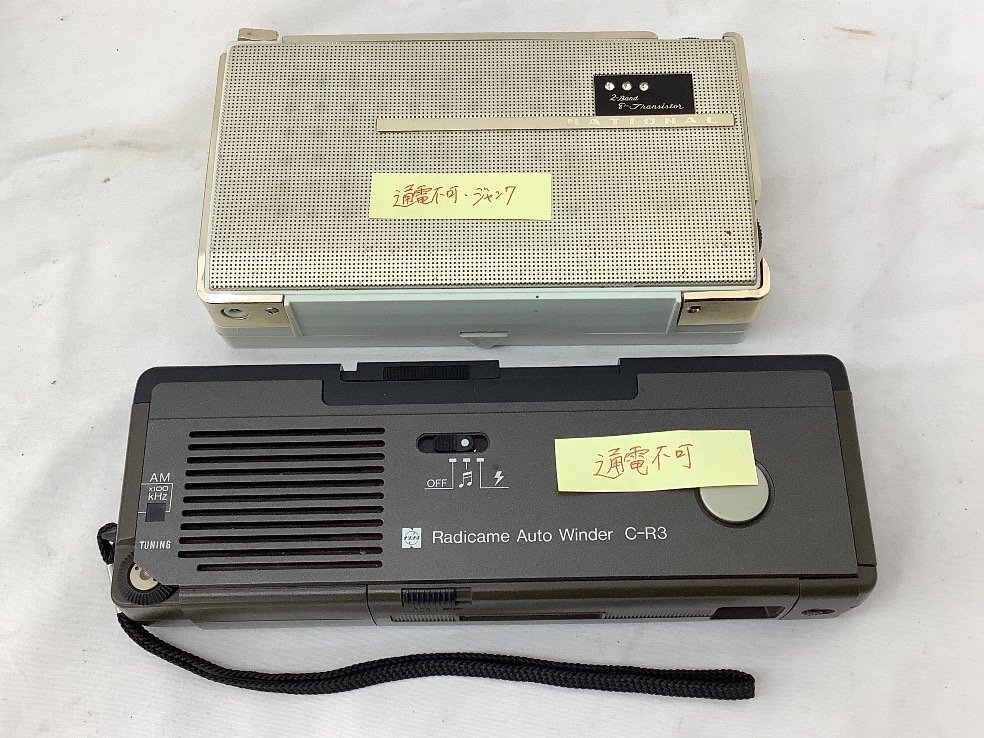 2-Band
8-Transistor
NATIONAL
通電不可・ジャンク
通電不可
OFF
AM
x100
kHz
TUNING
Radicame Auto Winder C-R3